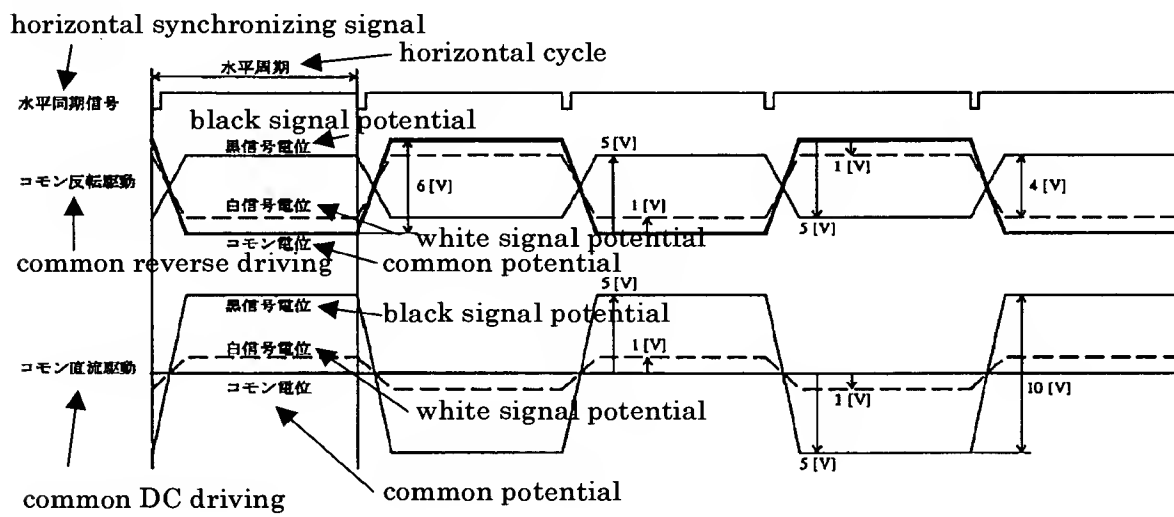 horizontal synchronizing signal
horizontal cycle
水平周期
水平同期信号
black signal potential
黒信号電位
5 [V]
1 [V]
コモン反転駆動
6 [V]
4 [V]
白信号電位
1 [V]
white signal potential
5 [V]
コモン電位
common reverse driving
common potential
5 [V]
黒信号電位
black signal potential
白信号電位
1 [V]
コモン直流駆動
コモン電位
1 [V]
10 [V]
white signal potential
5 [V]
common potential
common DC driving